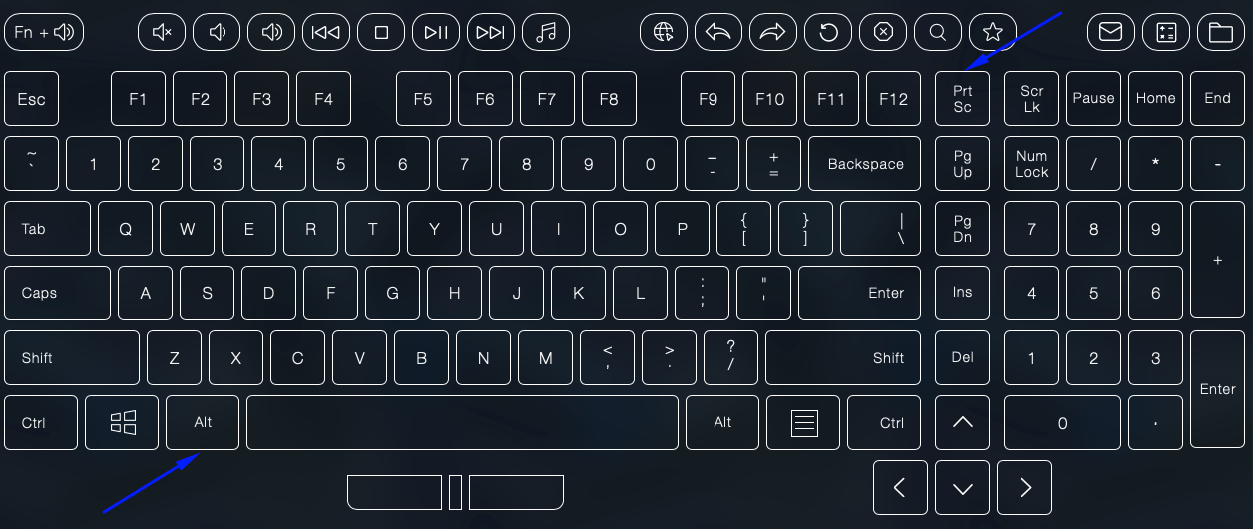 Fn +
Esc F1 F2 F3 F4 F5 F6 F7 F8 F9 F10 F11 F12 Prt Sc Scr Lk Pause Home End
~ ` 1 2 3 4 5 6 7 8 9 0 – - + = Backspace Pg Up Num Lock / * -
Tab Q W E R T Y U I O P { [ } ] | \ Pg Dn 7 8 9 +
Caps A S D F G H J K L : ; " ' Enter Ins 4 5 6
Shift Z X C V B N M < , > . ? / Shift Del 1 2 3 Enter
Ctrl Alt Alt Ctrl 0 .